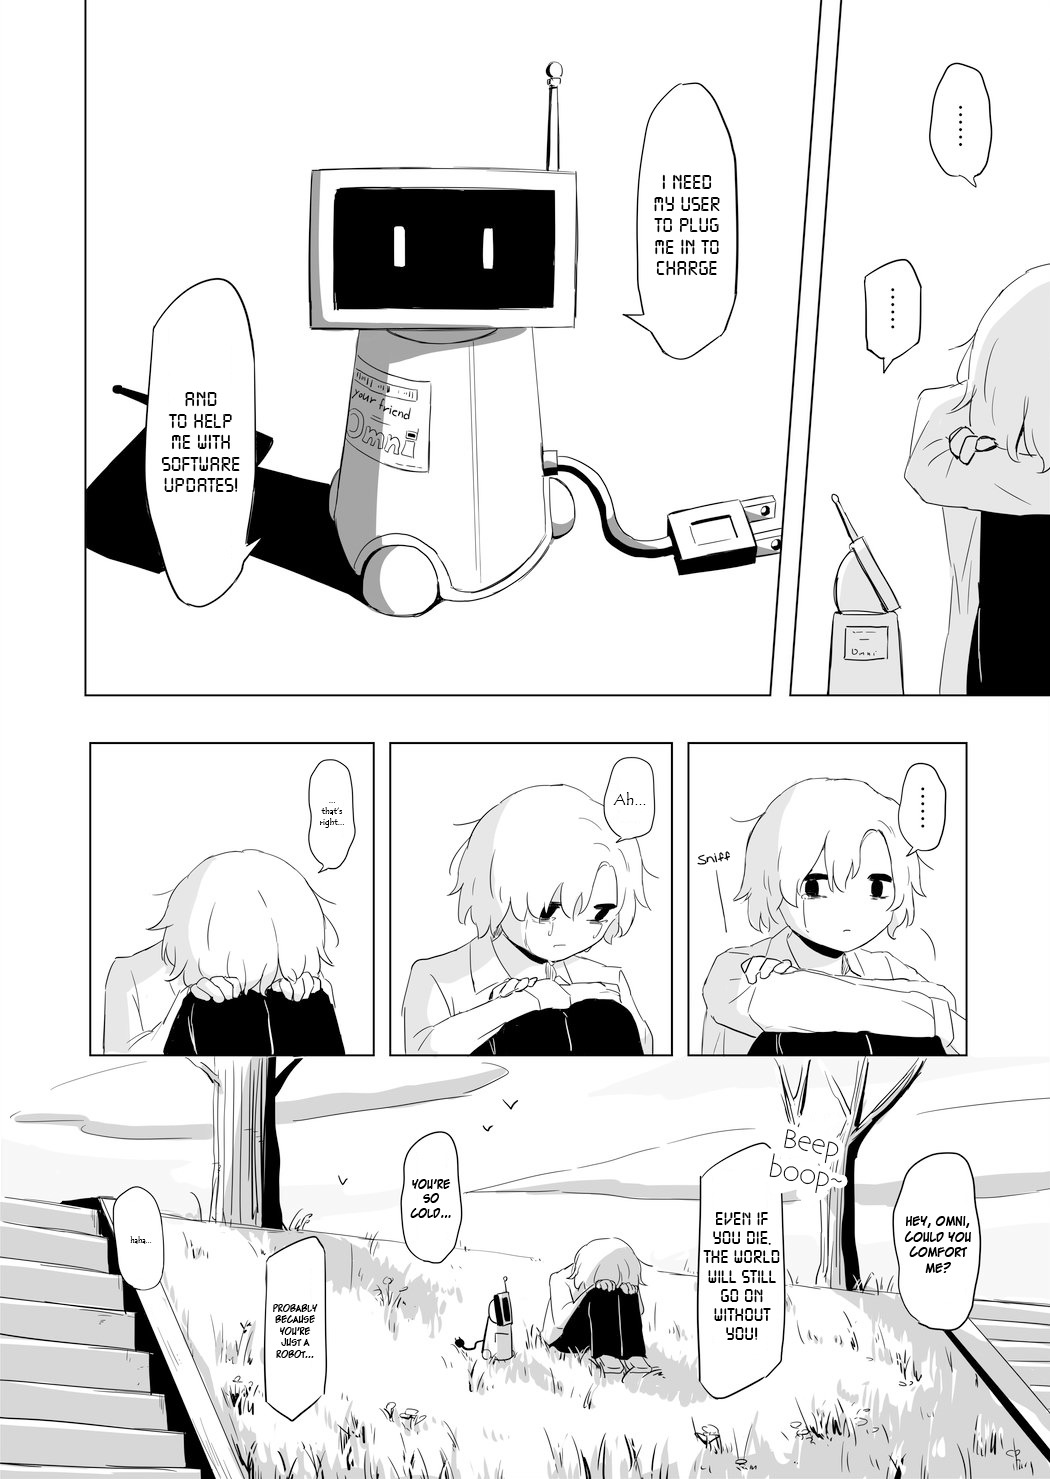 ………
………
I NEED
MY USER
TO PLUG
ME IN TO
CHARGE
AND
TO HELP
ME WITH
SOFTWARE
UPDATES!
your friend
Omni
Omni
………
Sniff
Ah...
...
that's
right...
HEY, OMNI,
COULD YOU
COMFORT
ME?
Beep
boop~
EVEN IF
YOU DIE,
THE WORLD
WILL STILL
GO ON
WITHOUT
YOU!
YOU'RE
SO
COLD...
PROBABLY
BECAUSE
YOU'RE
JUST A
ROBOT...
haha...